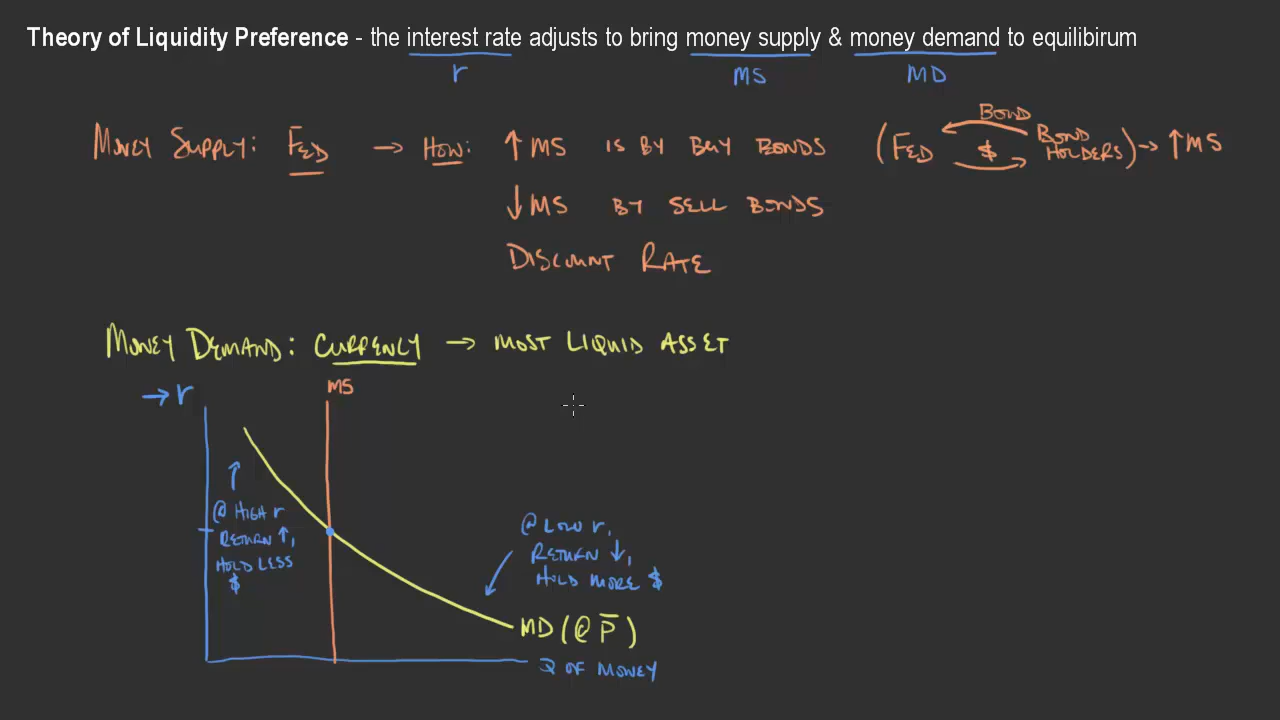 Theory of Liquidity Preference - the interest rate adjusts to bring money supply & money demand to equilibirum
r MS MD
MONEY SUPPLY: FED → HOW: ↑ MS IS BY BUY BONDS (FED BOND $ BOND HOLDERS) → ↑ MS
↓ MS BY SELL BONDS
DISCOUNT RATE
MONEY DEMAND: CURRENCY → MOST LIQUID ASSET
→ r
MS
@ HIGH r
RETURN ↑,
HOLD LESS
$
@ LOW r,
RETURN ↓,
HOLD MORE $
MD (@ P̅)
Q OF MONEY